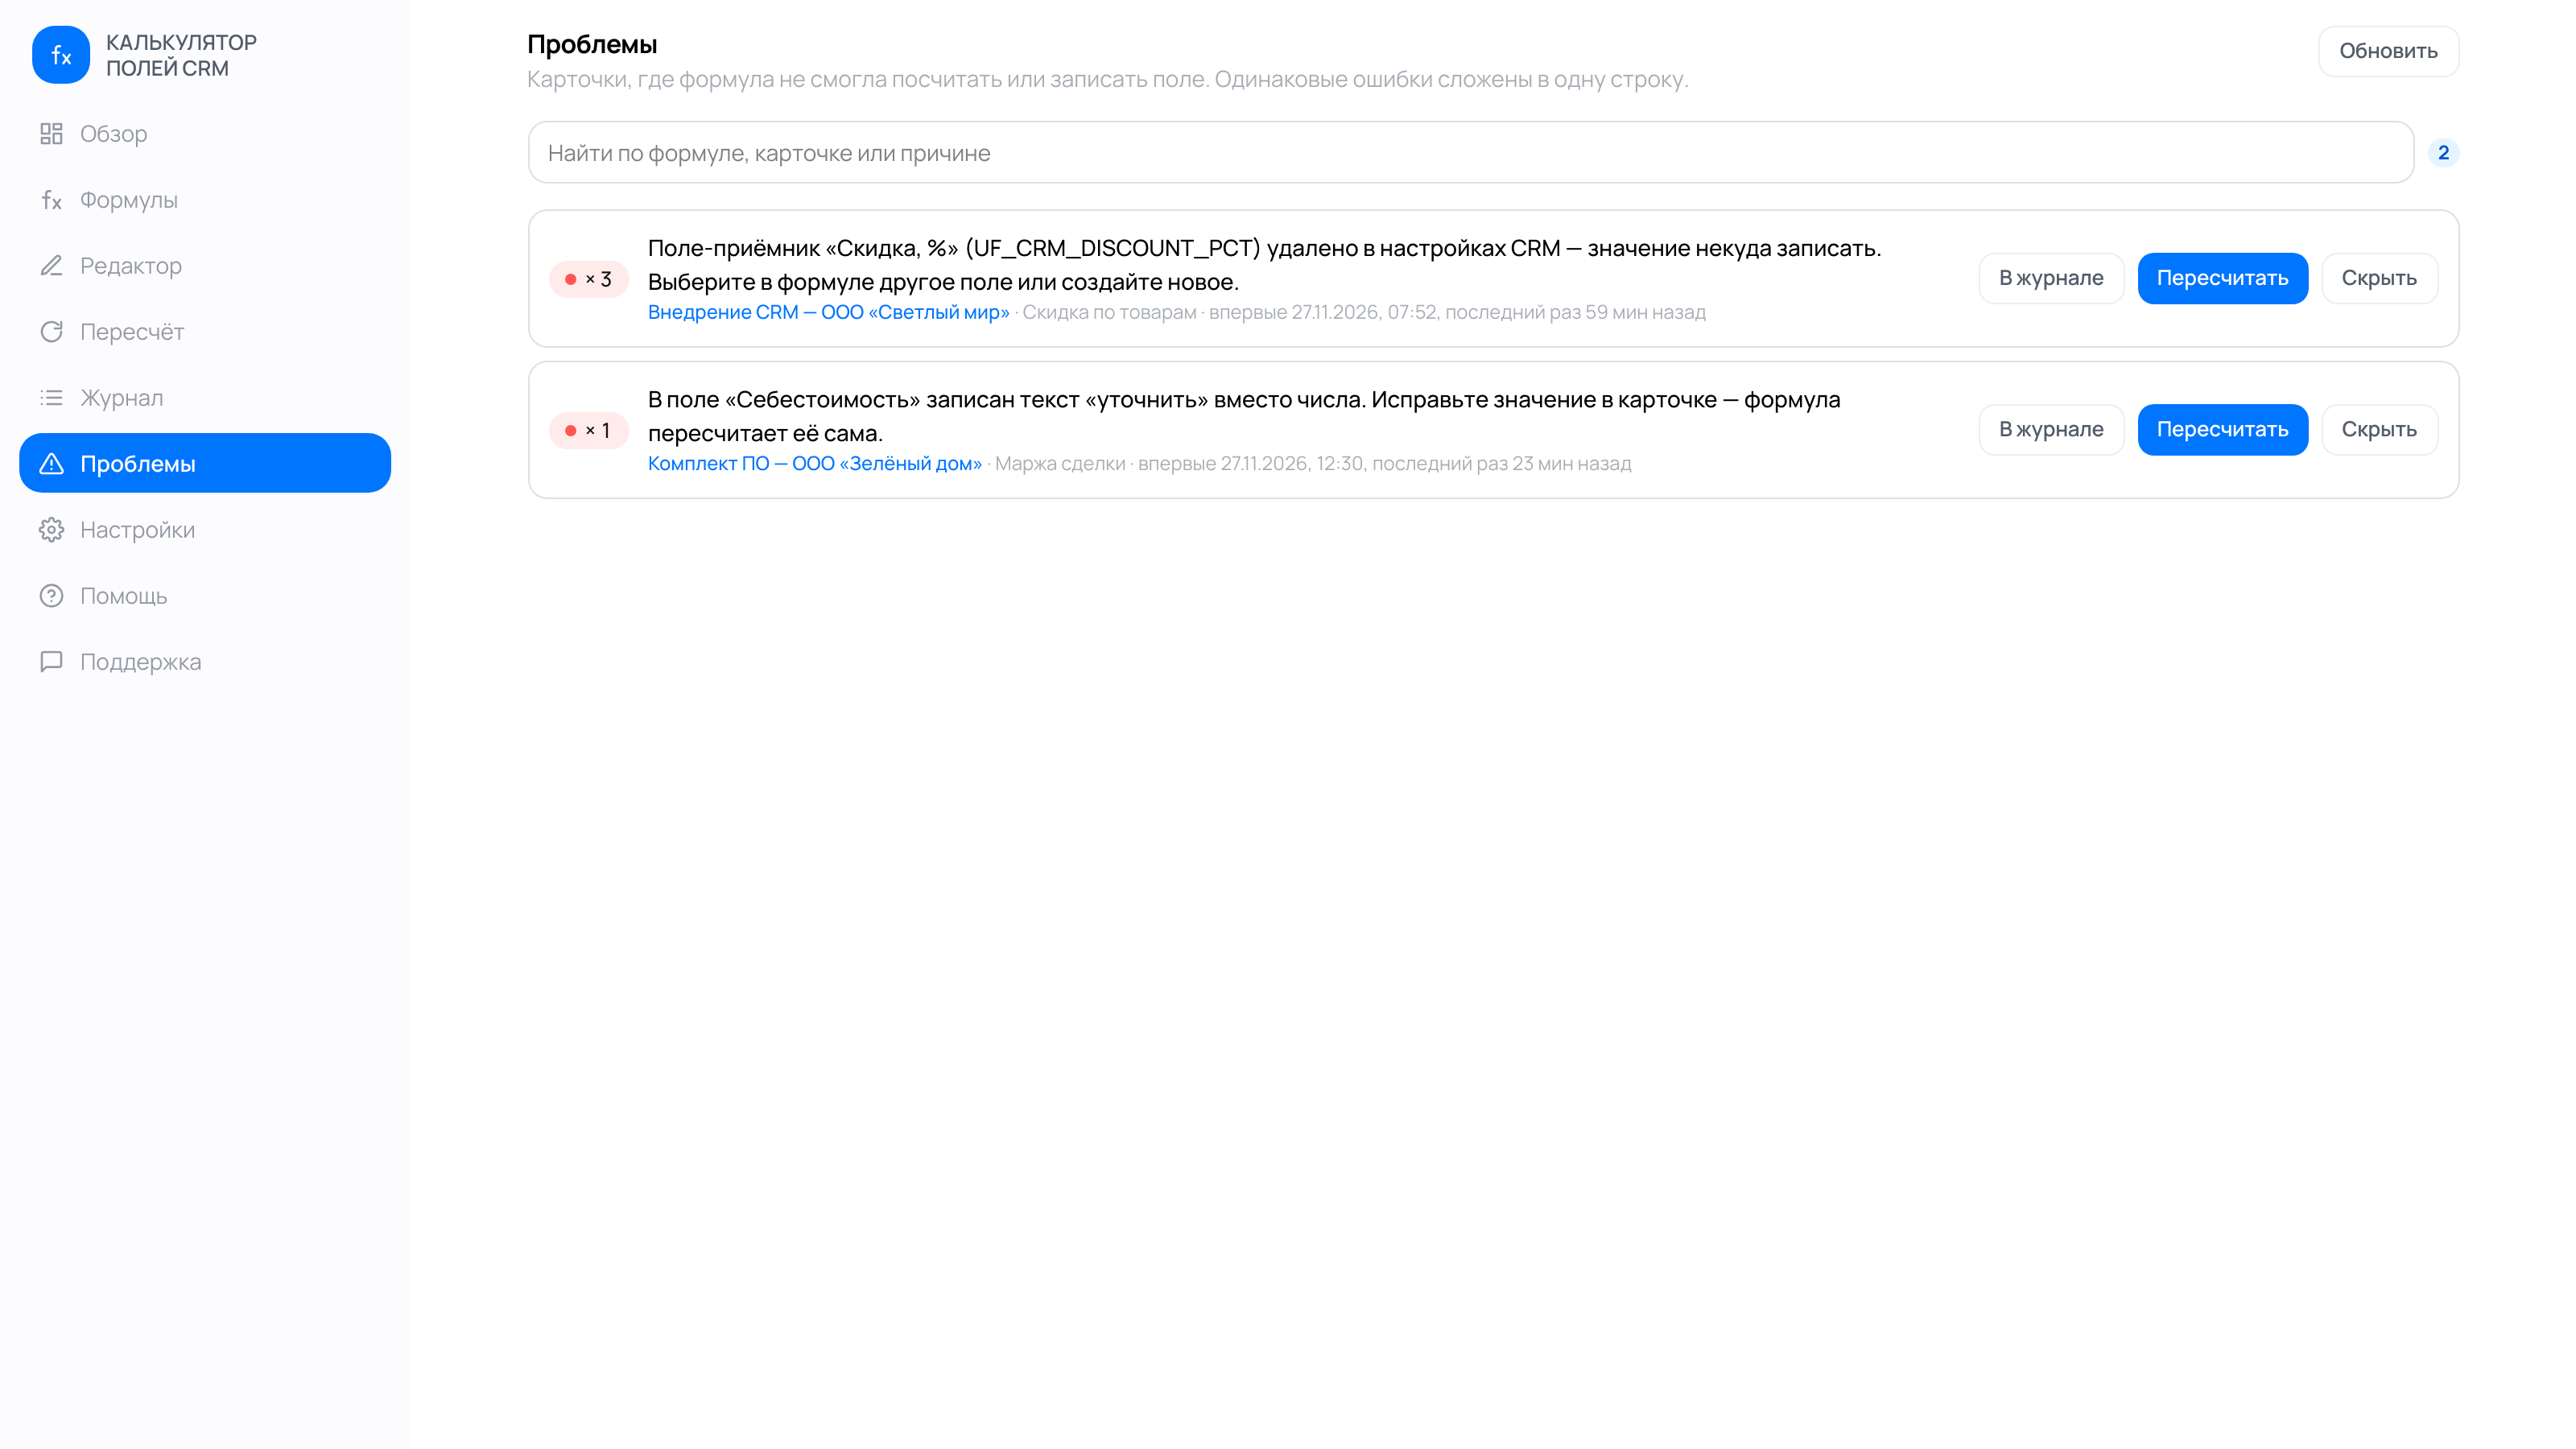 КАЛЬКУЛЯТОР
ПОЛЕЙ CRM
Обзор
Формулы
Редактор
Пересчёт
Журнал
Проблемы
Настройки
Помощь
Поддержка
Проблемы
Карточки, где формула не смогла посчитать или записать поле. Одинаковые ошибки сложены в одну строку.
Обновить
Найти по формуле, карточке или причине
2
× 3
Поле-приёмник «Скидка, %» (UF_CRM_DISCOUNT_PCT) удалено в настройках CRM — значение некуда записать.
Выберите в формуле другое поле или создайте новое.
Внедрение CRM — ООО «Светлый мир» · Скидка по товарам · впервые 27.11.2026, 07:52, последний раз 59 мин назад
В журнале
Пересчитать
Скрыть
× 1
В поле «Себестоимость» записан текст «уточнить» вместо числа. Исправьте значение в карточке — формула
пересчитает её сама.
Комплект ПО — ООО «Зелёный дом» · Маржа сделки · впервые 27.11.2026, 12:30, последний раз 23 мин назад
В журнале
Пересчитать
Скрыть